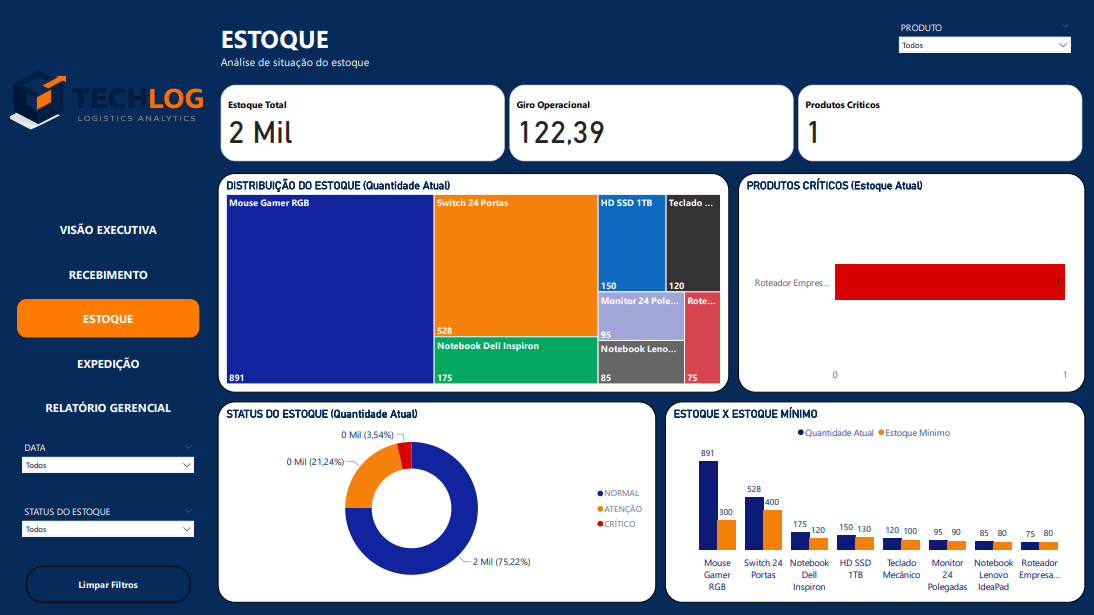 ESTOQUE
Análise de situação do estoque
PRODUTO
Todos
TECHLOG
LOGISTICS ANALYTICS
VISÃO EXECUTIVA
RECEBIMENTO
ESTOQUE
EXPEDIÇÃO
RELATÓRIO GERENCIAL
DATA
Todos
STATUS DO ESTOQUE
Todos
Limpar Filtros
Estoque Total
2 Mil
Giro Operacional
122,39
Produtos Críticos
1
DISTRIBUIÇÃO DO ESTOQUE (Quantidade Atual)
Mouse Gamer RGB
891
Switch 24 Portas
528
Notebook Dell Inspiron
175
HD SSD 1TB
150
Teclado ...
120
Monitor 24 Pole...
95
Notebook Leno...
85
Rote...
75
PRODUTOS CRÍTICOS (Estoque Atual)
Roteador Empres...
1
0
1
STATUS DO ESTOQUE (Quantidade Atual)
0 Mil (3,54%)
0 Mil (21,24%)
2 Mil (75,22%)
NORMAL
ATENÇÃO
CRÍTICO
ESTOQUE X ESTOQUE MÍNIMO
Quantidade Atual
Estoque Minimo
891
300
528
400
175
120
150
130
120
100
95
90
85
80
75
80
Mouse
Gamer
RGB
Switch 24
Portas
Notebook
Dell
Inspiron
HD SSD
1TB
Teclado
Mecânico
Monitor
24
Polegadas
Notebook
Lenovo
IdeaPad
Roteador
Empresa...